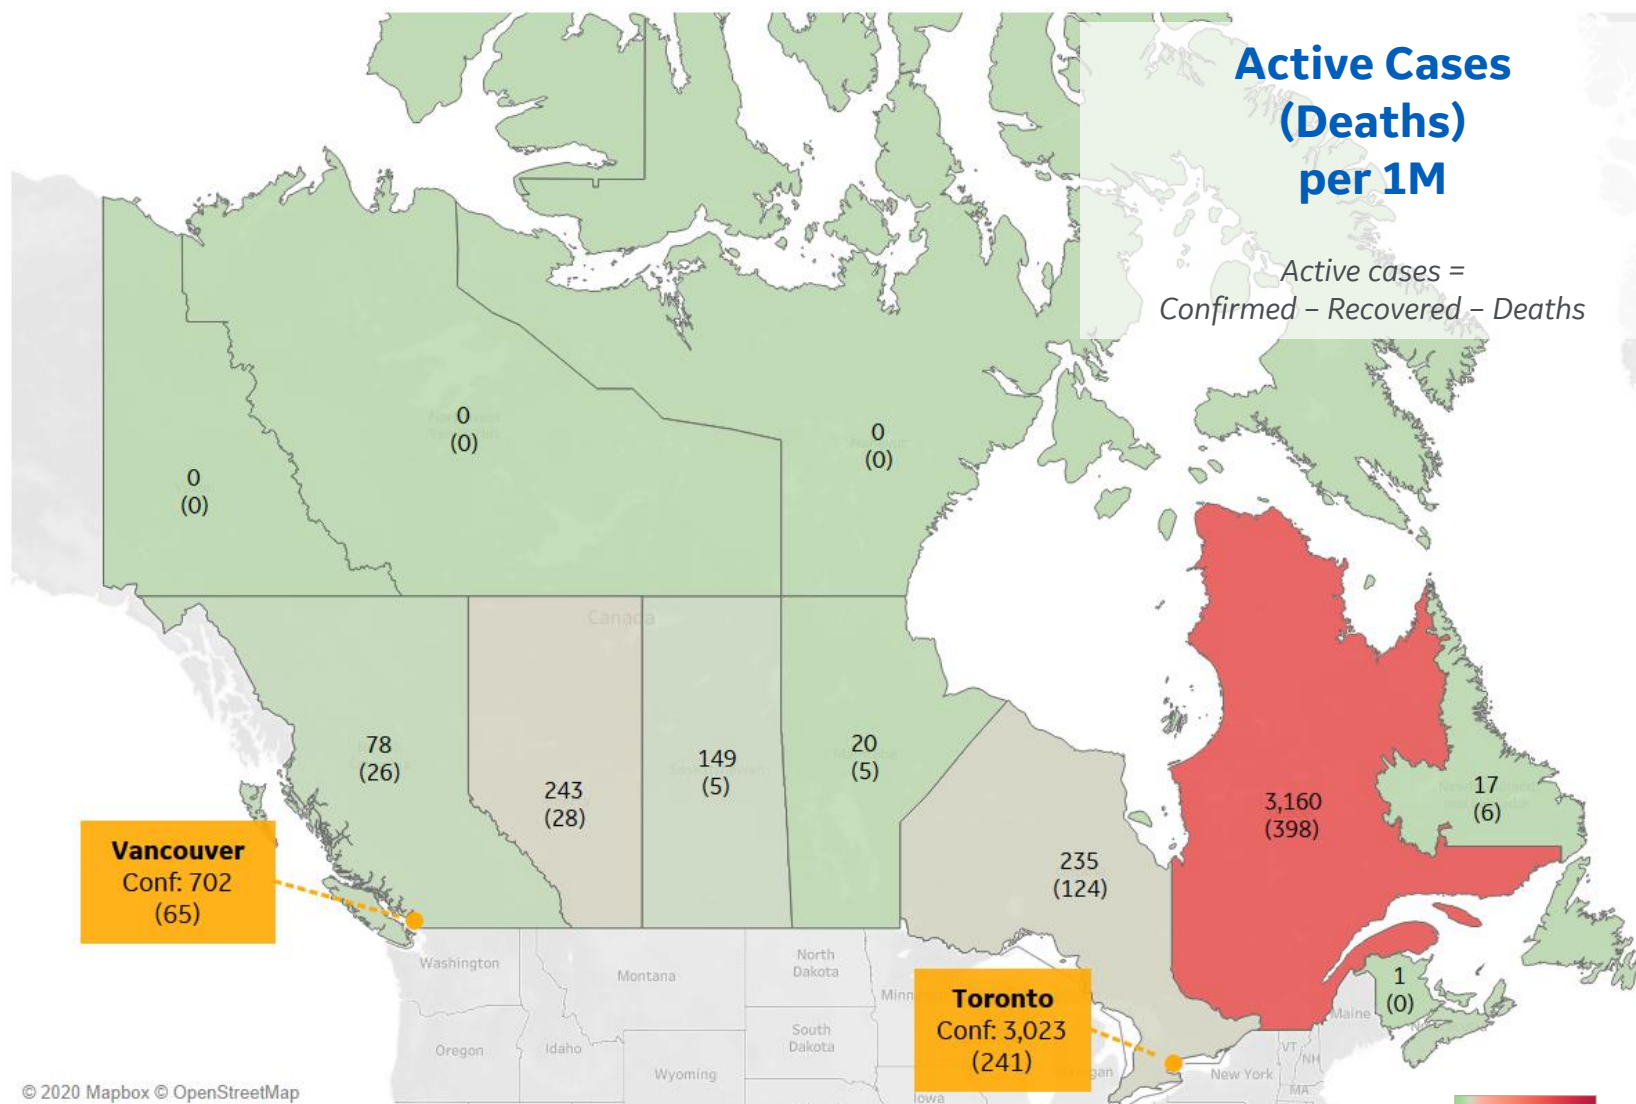 Active Cases
(Deaths)
per 1M
Active cases =
Confirmed – Recovered – Deaths
0
(0)
0
(0)
0
(0)
Canada
78
(26)
243
(28)
149
(5)
20
(5)
235
(124)
3,160
(398)
17
(6)
1
(0)
Vancouver
Conf: 702
(65)
Toronto
Conf: 3,023
(241)
Washington
Montana
North
Dakota
Oregon
Idaho
South
Dakota
Wyoming
New York
Maine
VT
NH
MA
© 2020 Mapbox © OpenStreetMap